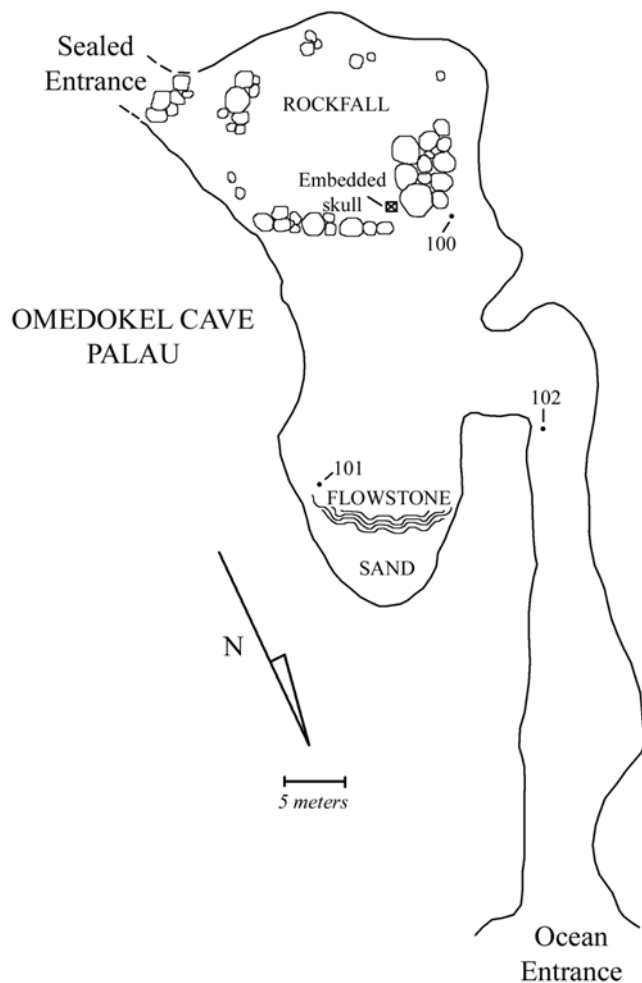 Sealed
Entrance
ROCKFALL
Embedded
skull
100
OMEDOKEL CAVE
PALAU
102
101
FLOWSTONE
SAND
N
5 meters
Ocean
Entrance